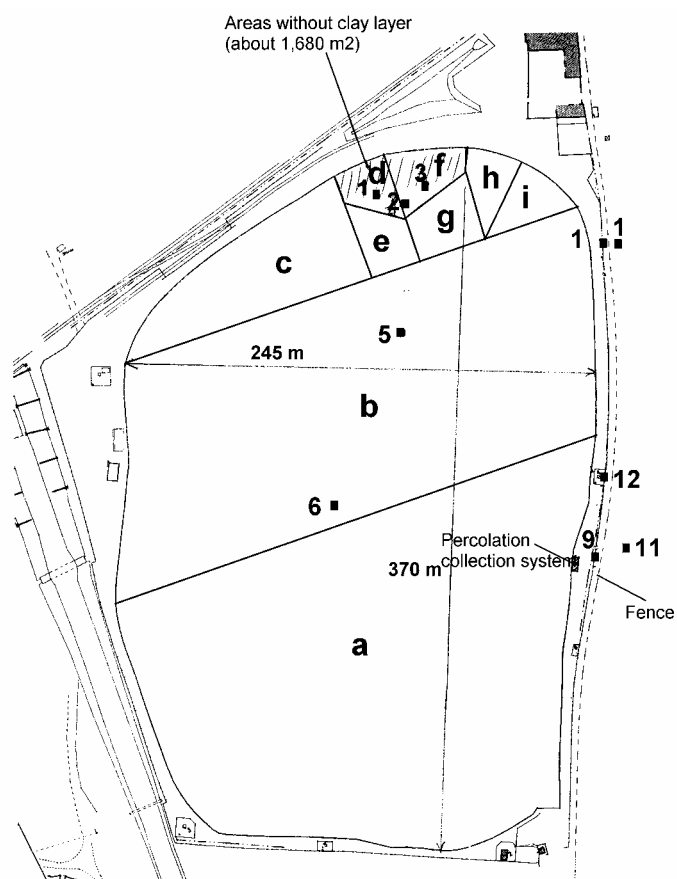 Areas without clay layer
(about 1,680 m2)
d
f
3
1
h
2
i
g
e
1 1
c
5
245 m
b
12
6
Percolation
9
11
370 m
collection system
Fence
a